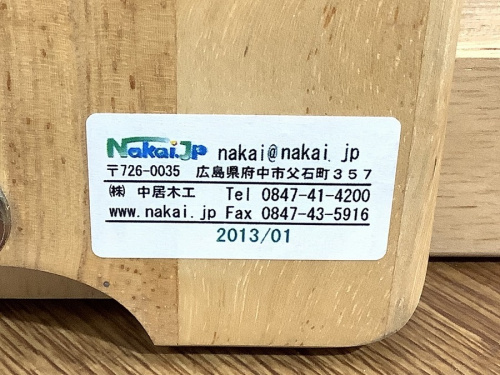 Nakai.Jp nakai@nakai.jp
〒726-0035 広島県府中市父石町３５７
㈱ 中居木工 Tel 0847-41-4200
www.nakai.jp Fax 0847-43-5916
2013/01